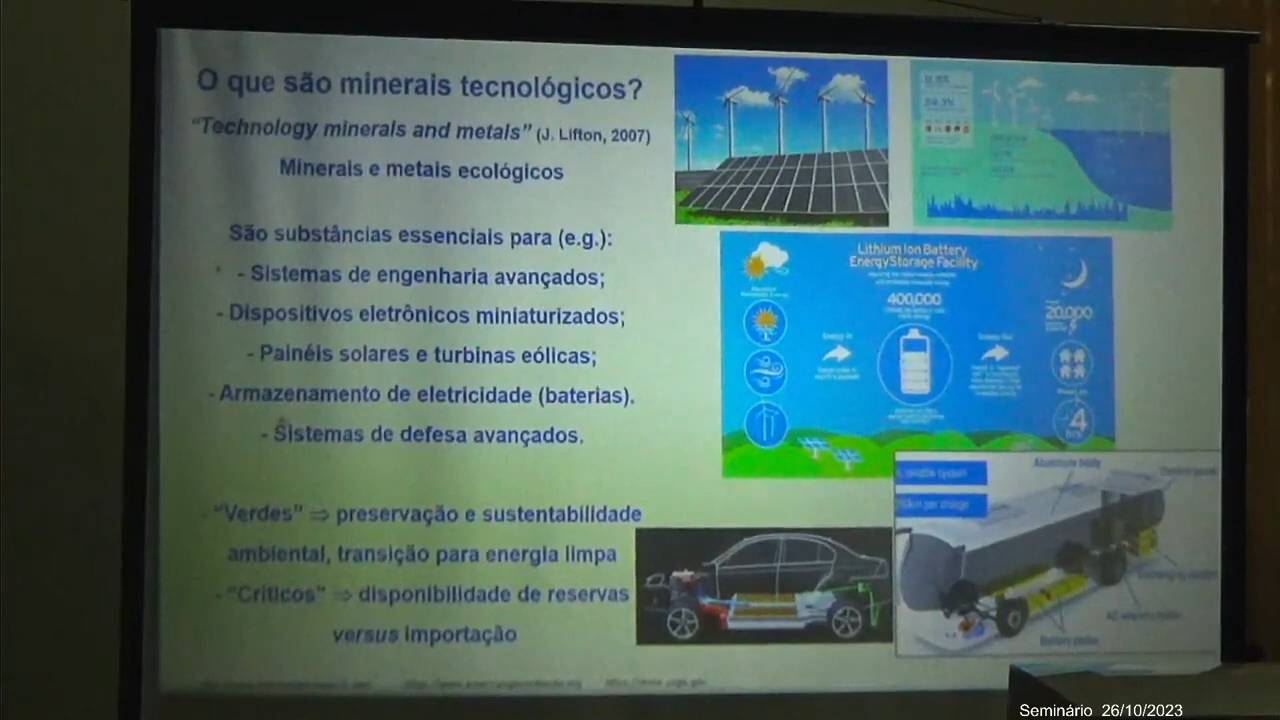 O que são minerais tecnológicos?
“Technology minerals and metals” (J. Lifton, 2007)
Minerais e metais ecológicos
São substâncias essenciais para (e.g.):
- Sistemas de engenharia avançados;
- Dispositivos eletrônicos miniaturizados;
- Painéis solares e turbinas eólicas;
- Armazenamento de eletricidade (baterias).
- Sistemas de defesa avançados.
- “Verdes” ⇒ preservação e sustentabilidade
ambiental, transição para energia limpa
- “Críticos” ⇒ disponibilidade de reservas
versus importação
Lithium Ion Battery
Energy Storage Facility
400,000
20,000
Energy In
4
hrs
Aluminum body
Seminário 26/10/2023